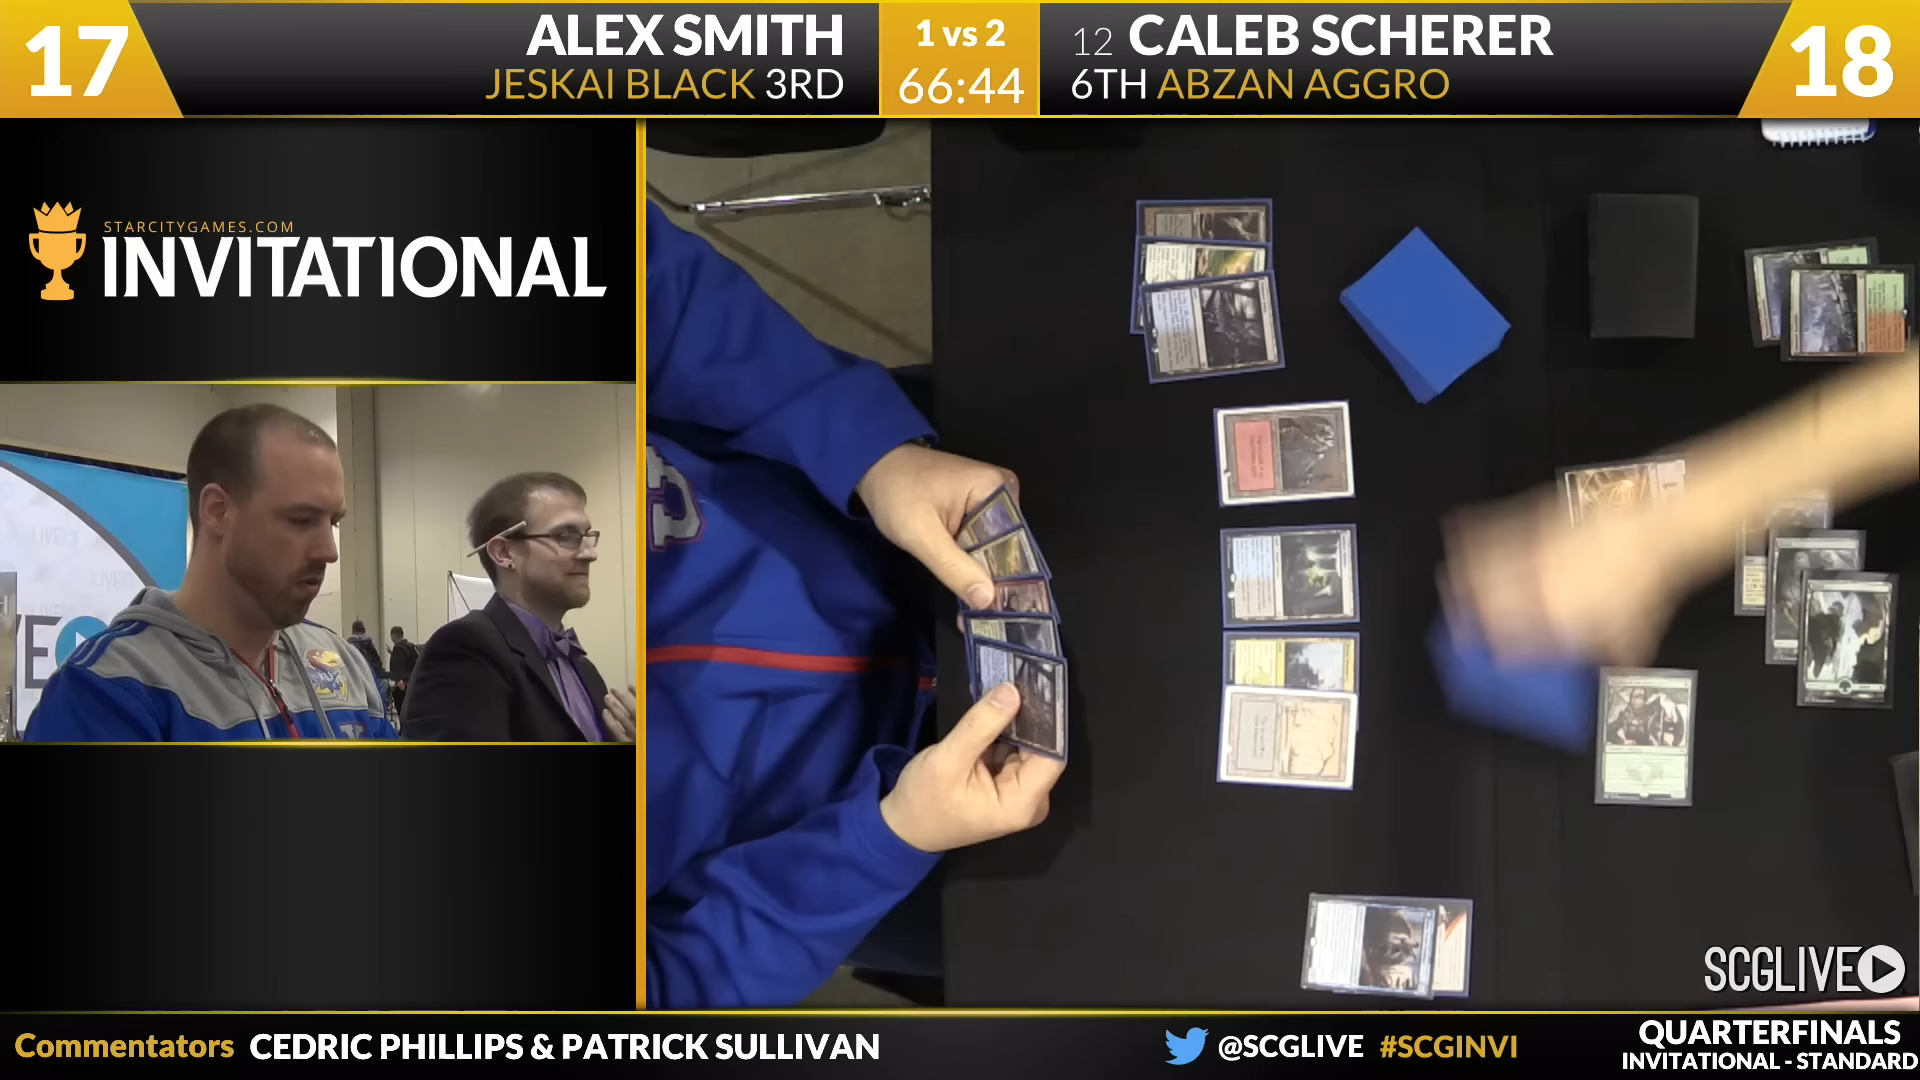 17
ALEX SMITH
JESKAI BLACK 3RD
1 vs 2
66:44
12 CALEB SCHERER
6TH ABZAN AGGRO
18
STARCITYGAMES.COM
INVITATIONAL
LIVE
SCGLIVE
Commentators CEDRIC PHILLIPS & PATRICK SULLIVAN
@SCGLIVE #SCGINVI
QUARTERFINALS
INVITATIONAL - STANDARD